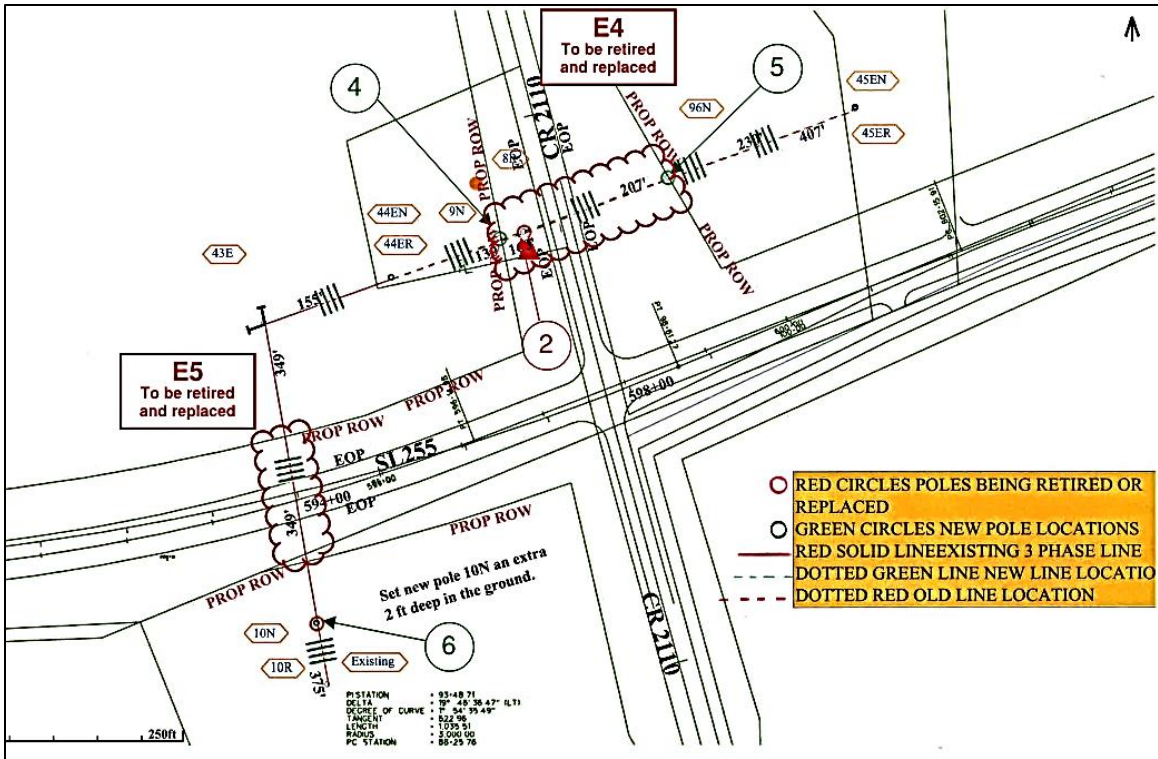 E4
To be retired
and replaced
4
5
45EN
96N
45ER
407'
PROP ROW
PROP ROW
CR 2110
EOP
EOP
207'
44EN
9N
44ER
43E
PROP ROW
EOP
EOP
PROP ROW
155'
2
349'
E5
To be retired
and replaced
PROP ROW
PROP ROW
598+00
EOP
SL255
594+00
EOP
349'
PROP ROW
PROP ROW
Set new pole 10N an extra
2 ft deep in the ground.
CR 2110
10N
6
10R
Existing
375'
RED CIRCLES POLES BEING RETIRED OR
REPLACED
GREEN CIRCLES NEW POLE LOCATIONS
RED SOLID LINEEXISTING 3 PHASE LINE
DOTTED GREEN LINE NEW LINE LOCATIO
DOTTED RED OLD LINE LOCATION
PI STATION
DELTA
DEGREE OF CURVE
TANGENT
LENGTH
RADIUS
PC STATION
250ft